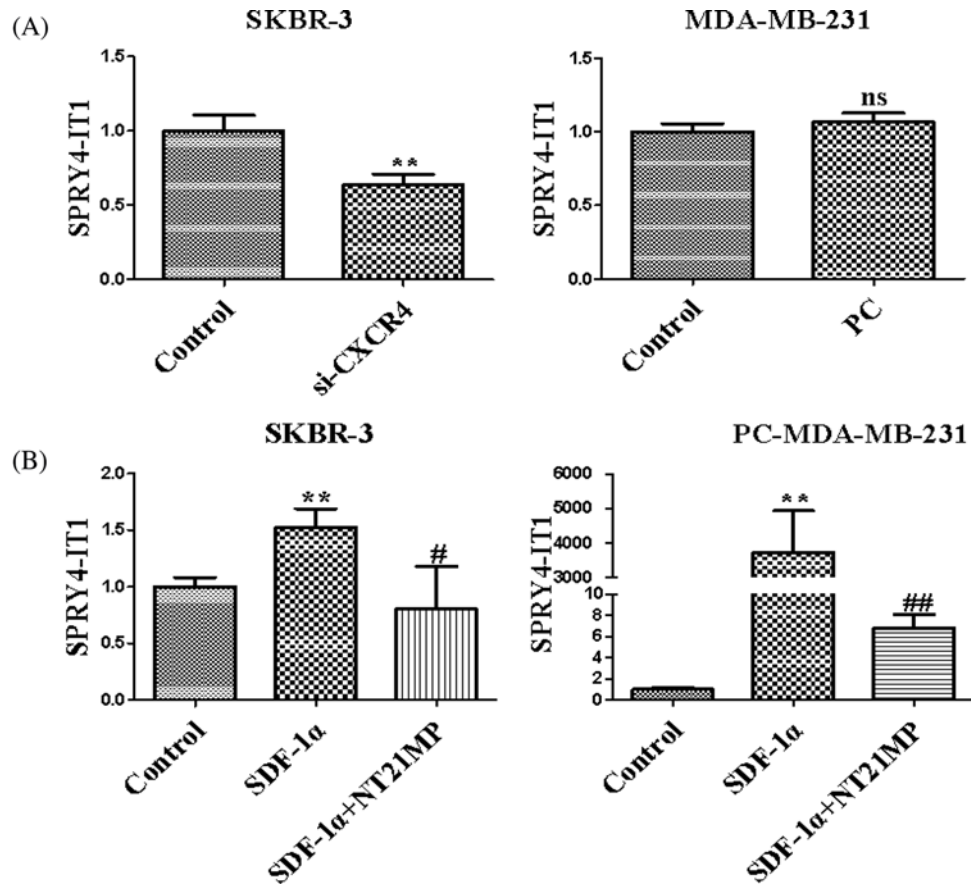 (A)
SKBR-3
SPRY4-IT1
1.5
1.0
0.5
0.0
**
Control
si-CXCR4
MDA-MB-231
SPRY4-IT1
1.5
1.0
0.5
0.0
ns
Control
PC
(B)
SKBR-3
SPRY4-IT1
2.0
1.5
1.0
0.5
0.0
**
#
Control
SDF-1α
SDF-1α+NT21MP
PC-MDA-MB-231
SPRY4-IT1
6000
5000
4000
3000
10
8
6
4
2
0
**
##
Control
SDF-1α
SDF-1α+NT21MP